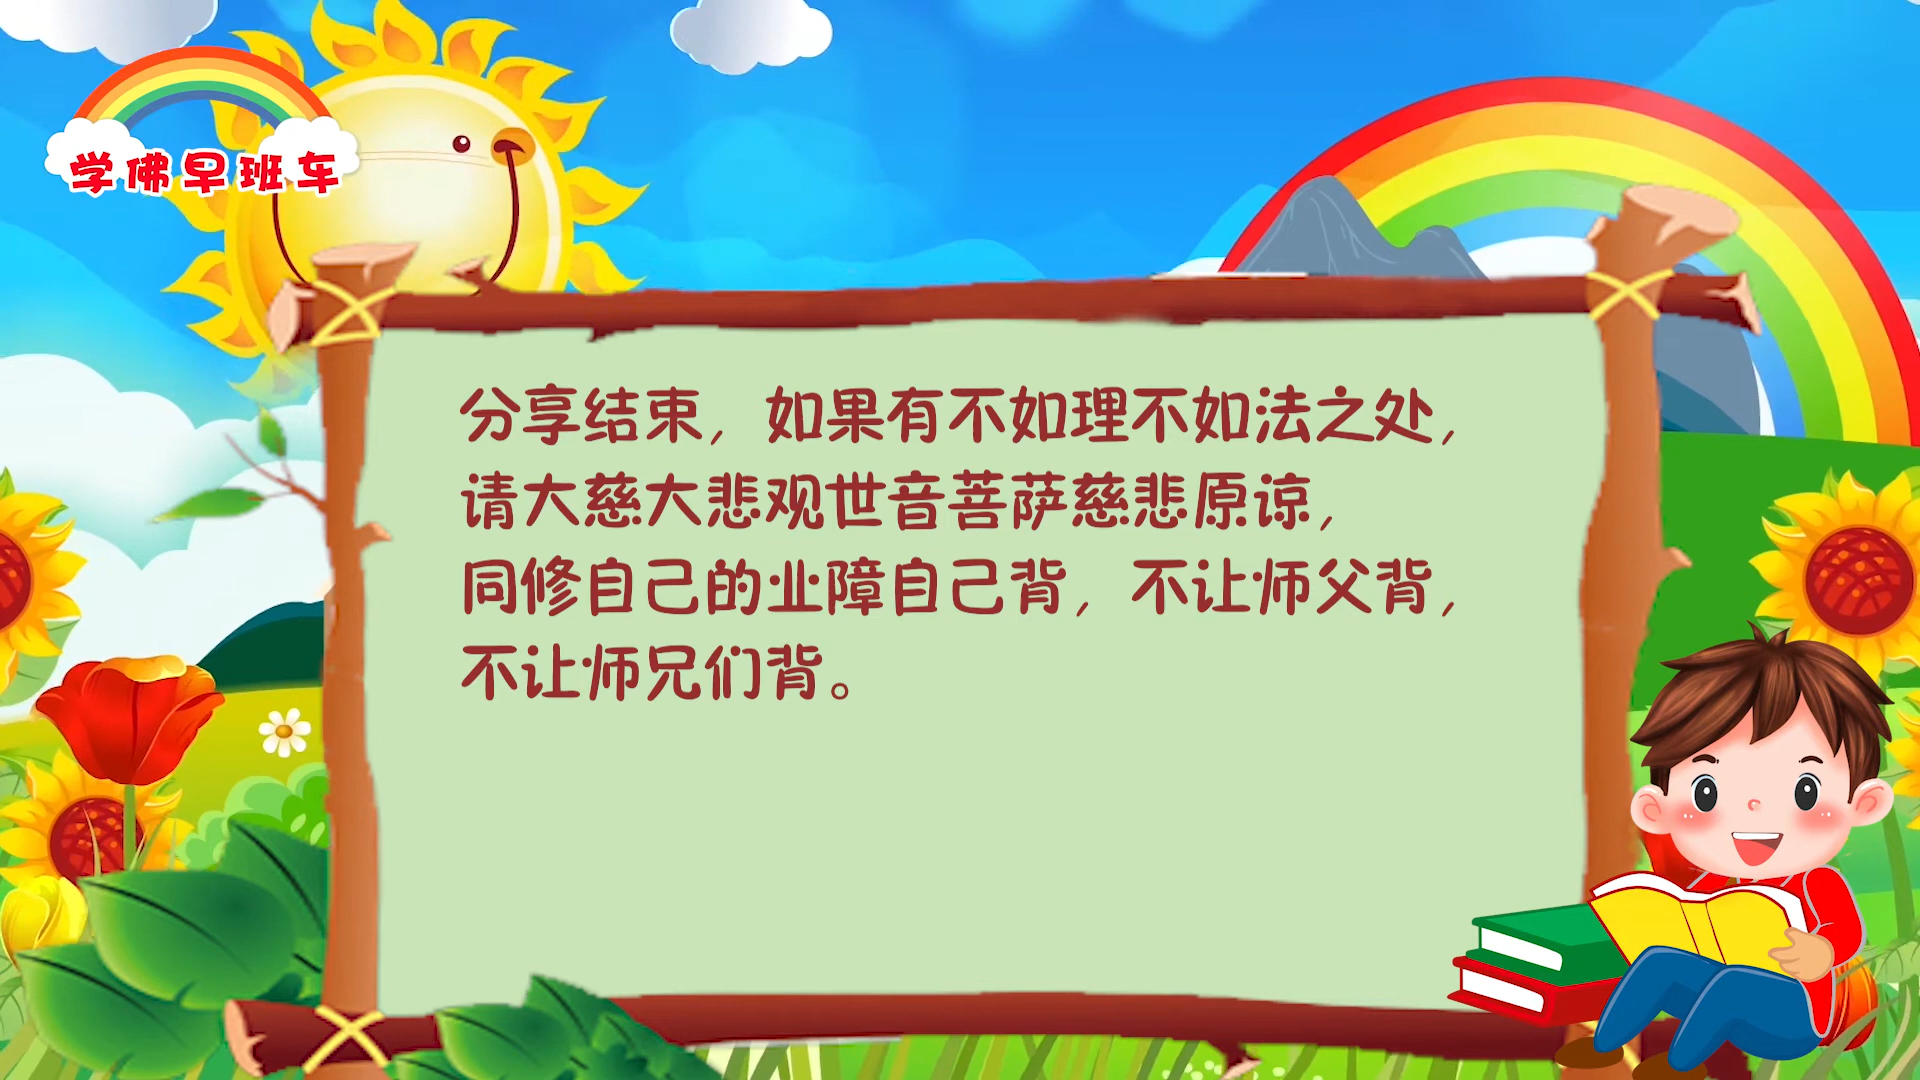 学佛早班车
分享结束，如果有不如理不如法之处，
请大慈大悲观世音菩萨慈悲原谅，
同修自己的业障自己背，不让师父背，
不让师兄们背。